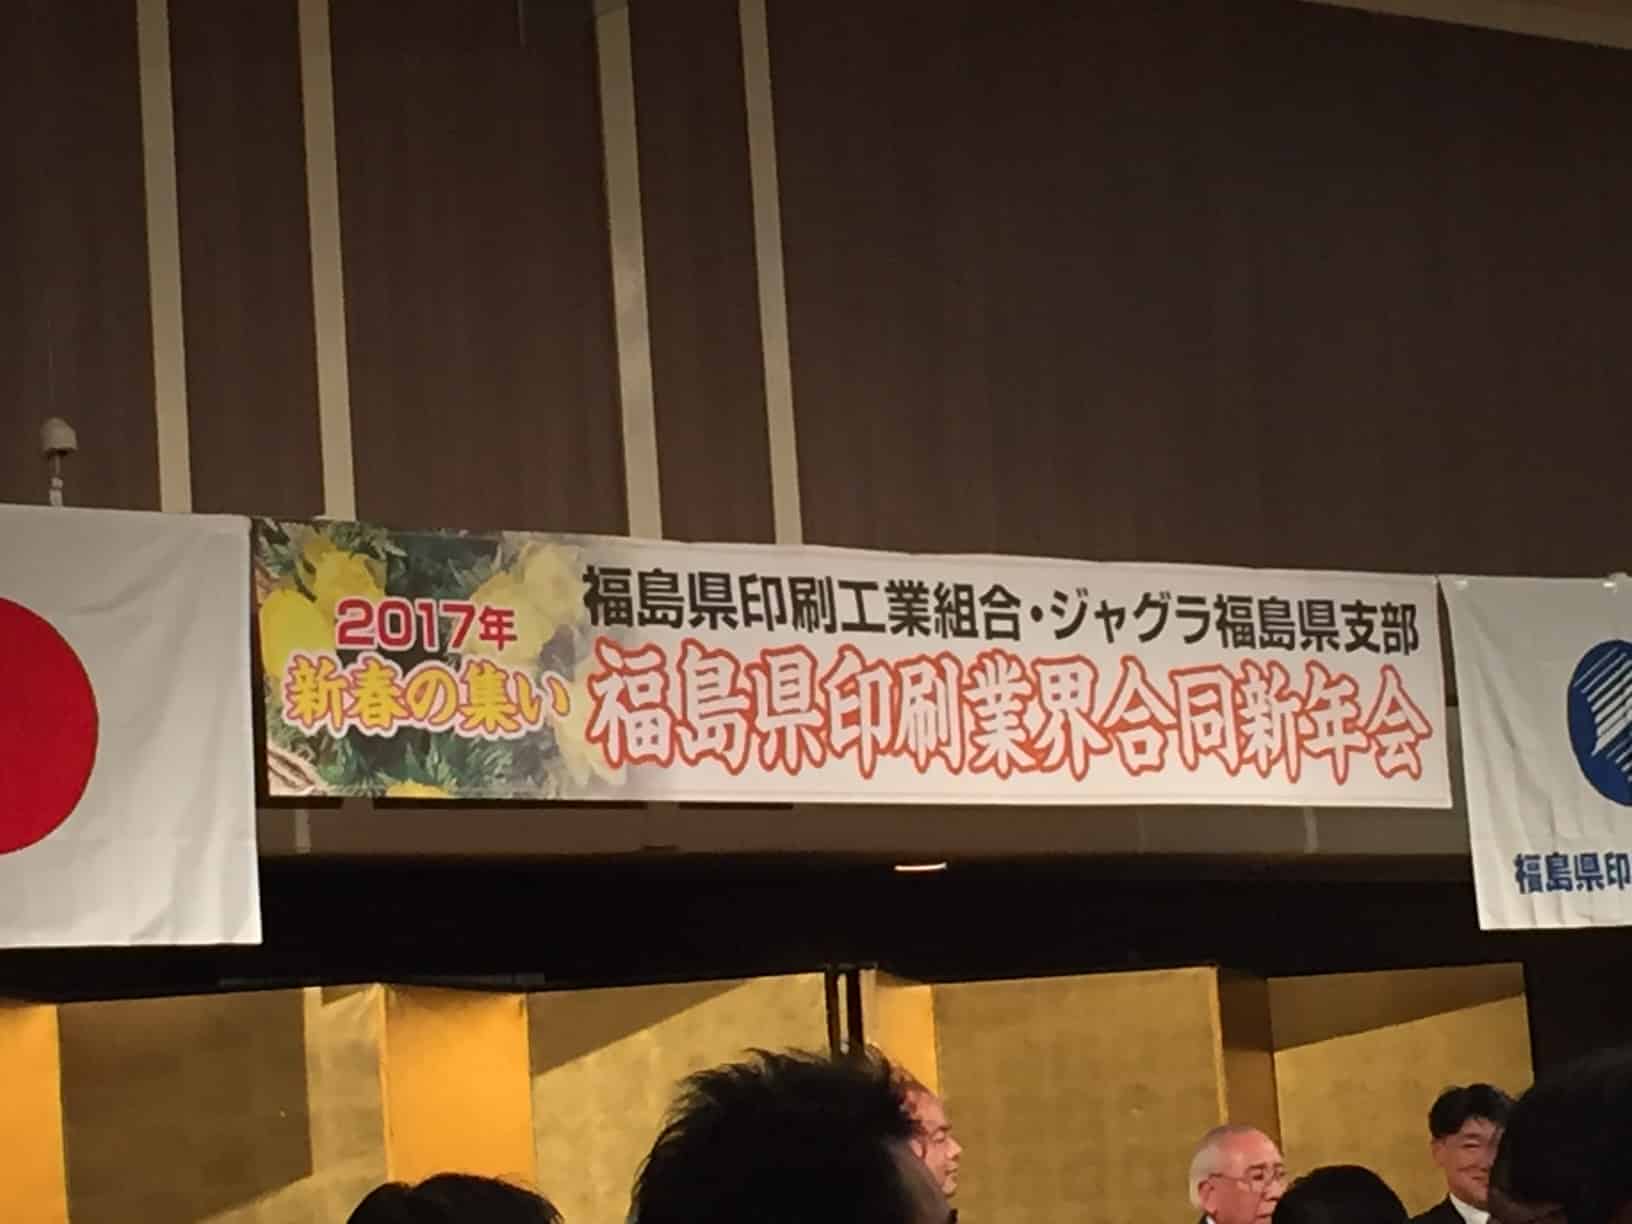 2017年
新春の集い
福島県印刷工業組合・ジャグラ福島県支部
福島県印刷業界合同新年会
福島県印